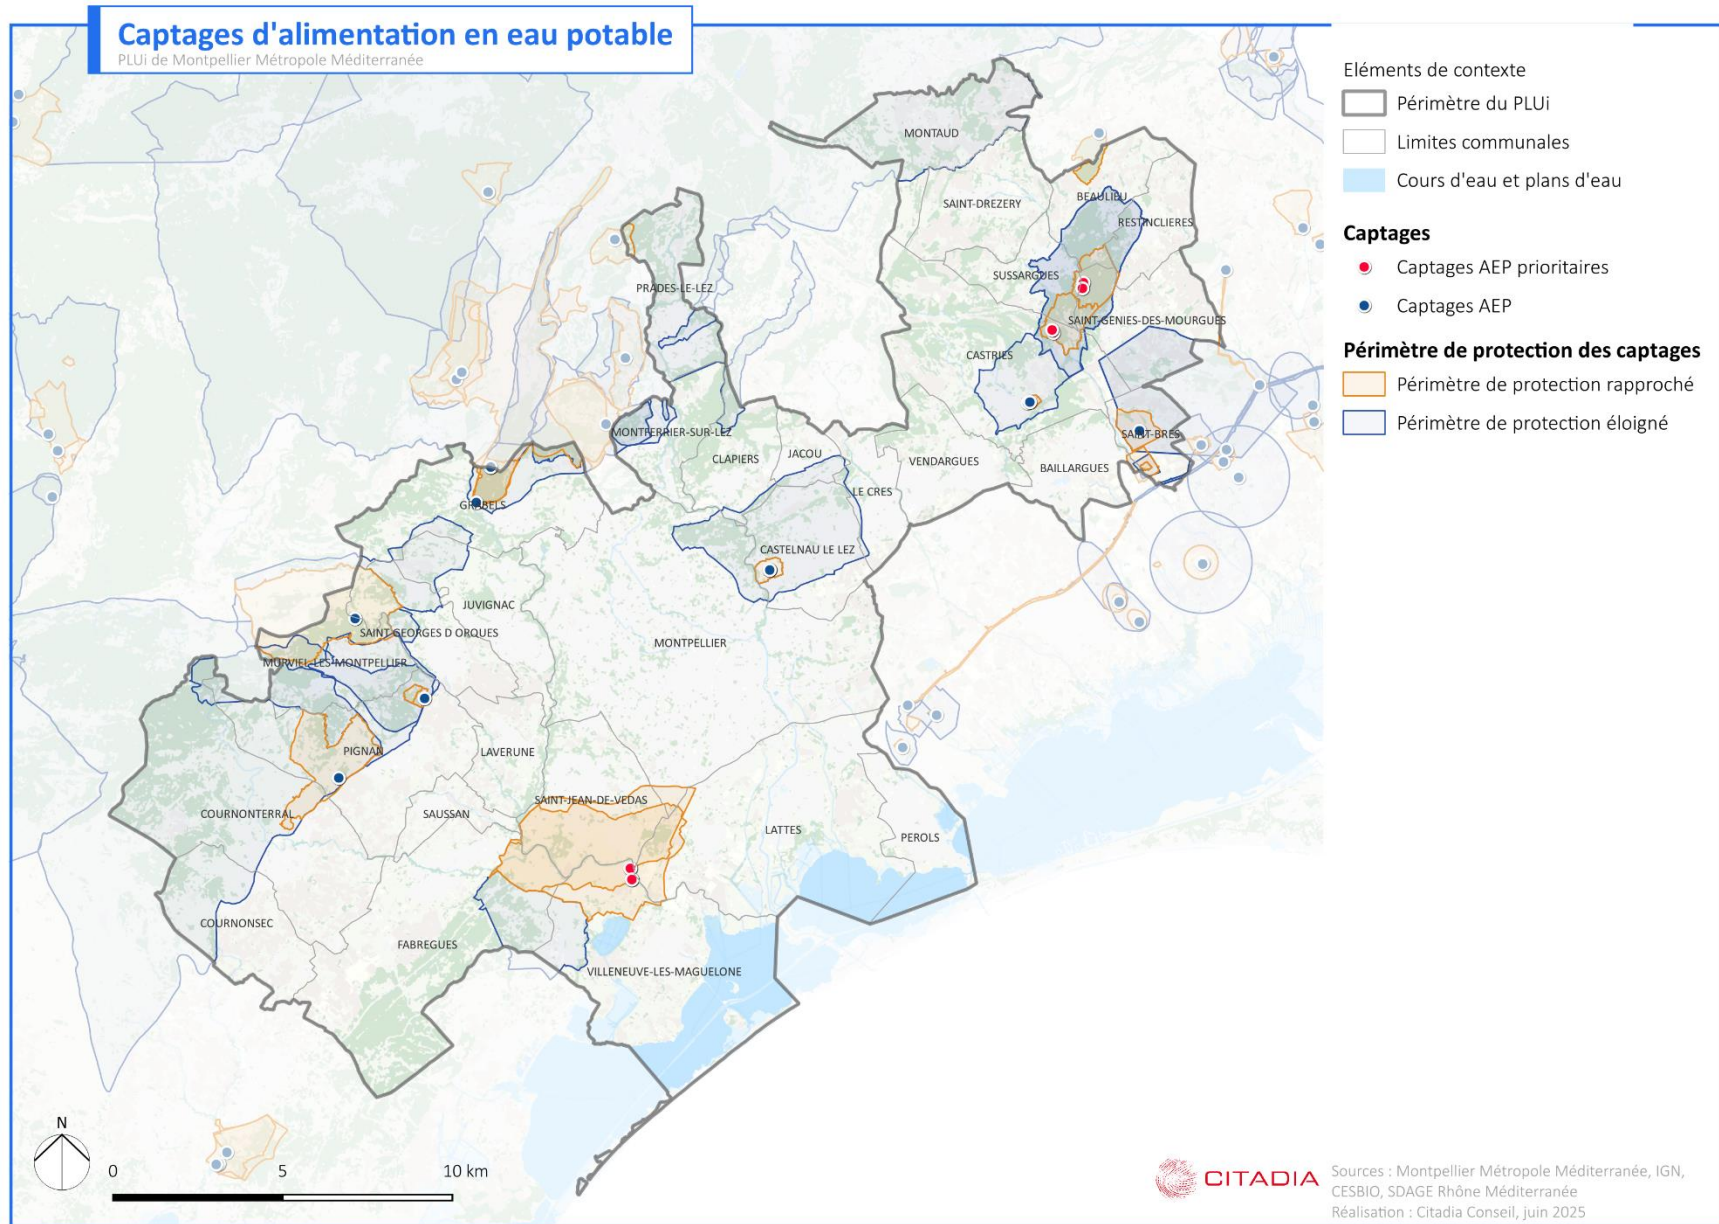 Captages d'alimentation en eau potable
PLUi de Montpellier Métropole Méditerranée
Eléments de contexte
Périmètre du PLUi
Limites communales
Cours d'eau et plans d'eau
Captages
Captages AEP prioritaires
Captages AEP
Périmètre de protection des captages
Périmètre de protection rapproché
Périmètre de protection éloigné
MONTAUD
BEAULIEU
SAINT-DREZERY
RESTINCLIERES
SUSSARGUES
PRADES-LE-LEZ
SAINT-GENIES-DES-MOURGUES
CASTRIES
MONTFERRIER-SUR-LEZ
SAINT-BRES
CLAPIERS
JACOU
VENDARGUES
BAILLARGUES
LE CRES
GRABELS
CASTELNAU LE LEZ
JUVIGNAC
SAINT GEORGES D ORQUES
MONTPELLIER
MURVIEL-LES-MONTPELLIER
PIGNAN
LAVERUNE
SAINT-JEAN-DE-VEDAS
COURNONTERRAL
SAUSSAN
LATTES
PEROLS
COURNONSEC
FABREGUES
VILLENEUVE-LES-MAGUELONE
N
0 5 10 km
CITADIA
Sources : Montpellier Métropole Méditerranée, IGN,
CESBIO, SDAGE Rhône Méditerranée
Réalisation : Citadia Conseil, juin 2025